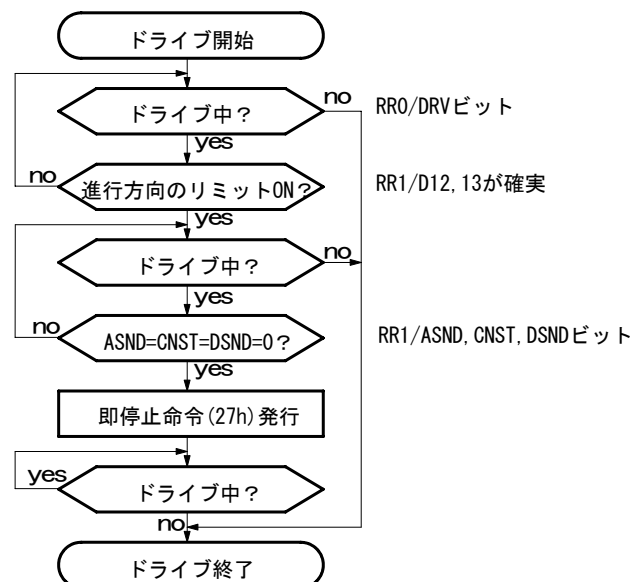 ドライブ開始
ドライブ中?
no
RR0/DRVビット
yes
no
進行方向のリミットON?
RR1/D12,13が確実
yes
ドライブ中?
no
yes
no
ASND=CNST=DSND=0?
RR1/ASND,CNST,DSNDビット
yes
即停止命令(27h)発行
yes
ドライブ中?
no
ドライブ終了